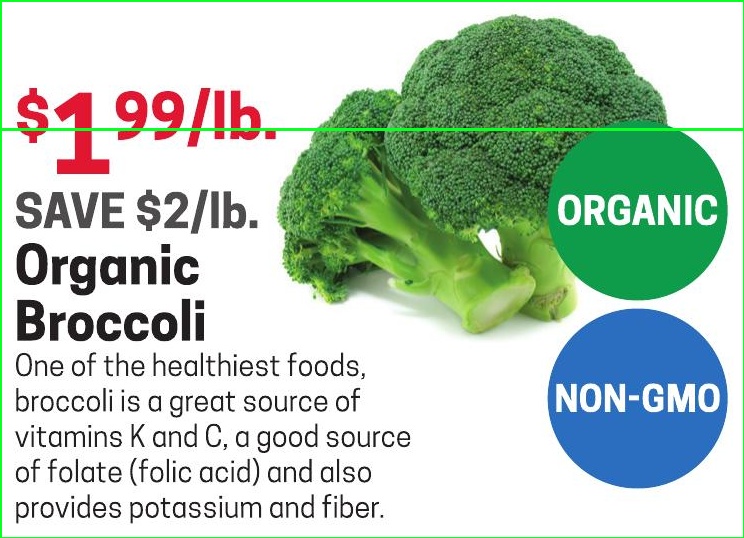 $1 99/lb.
SAVE $2/lb.
Organic
Broccoli
One of the healthiest foods,
broccoli is a great source of
vitamins K and C, a good source
of folate (folic acid) and also
provides potassium and fiber.
ORGANIC
NON-GMO